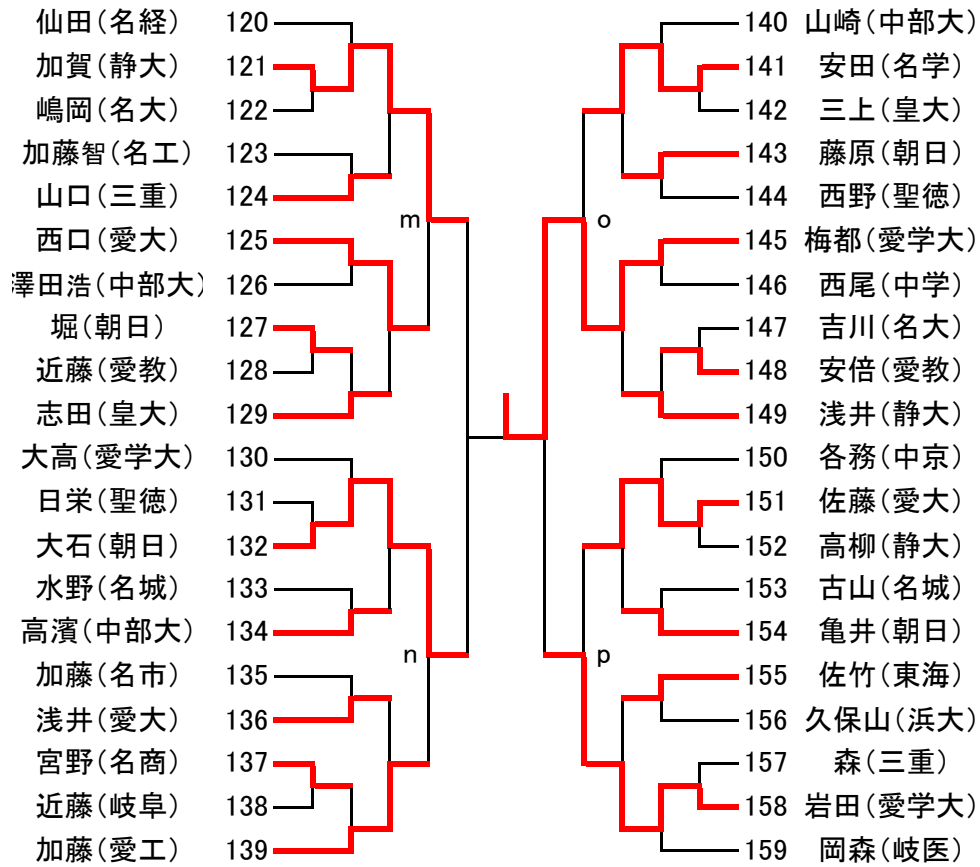 仙田(名経) 120
加賀(静大) 121
嶋岡(名大) 122
加藤智(名工) 123
山口(三重) 124
m
西口(愛大) 125
澤田浩(中部大) 126
堀(朝日) 127
近藤(愛教) 128
志田(皇大) 129
大高(愛学大) 130
日栄(聖徳) 131
大石(朝日) 132
水野(名城) 133
高濱(中部大) 134
n
加藤(名市) 135
浅井(愛大) 136
宮野(名商) 137
近藤(岐阜) 138
加藤(愛工) 139
140 山崎(中部大)
141 安田(名学)
142 三上(皇大)
143 藤原(朝日)
144 西野(聖徳)
o
145 梅都(愛学大)
146 西尾(中学)
147 吉川(名大)
148 安倍(愛教)
149 浅井(静大)
150 各務(中京)
151 佐藤(愛大)
152 高柳(静大)
153 古山(名城)
154 亀井(朝日)
p
155 佐竹(東海)
156 久保山(浜大)
157 森(三重)
158 岩田(愛学大)
159 岡森(岐医)